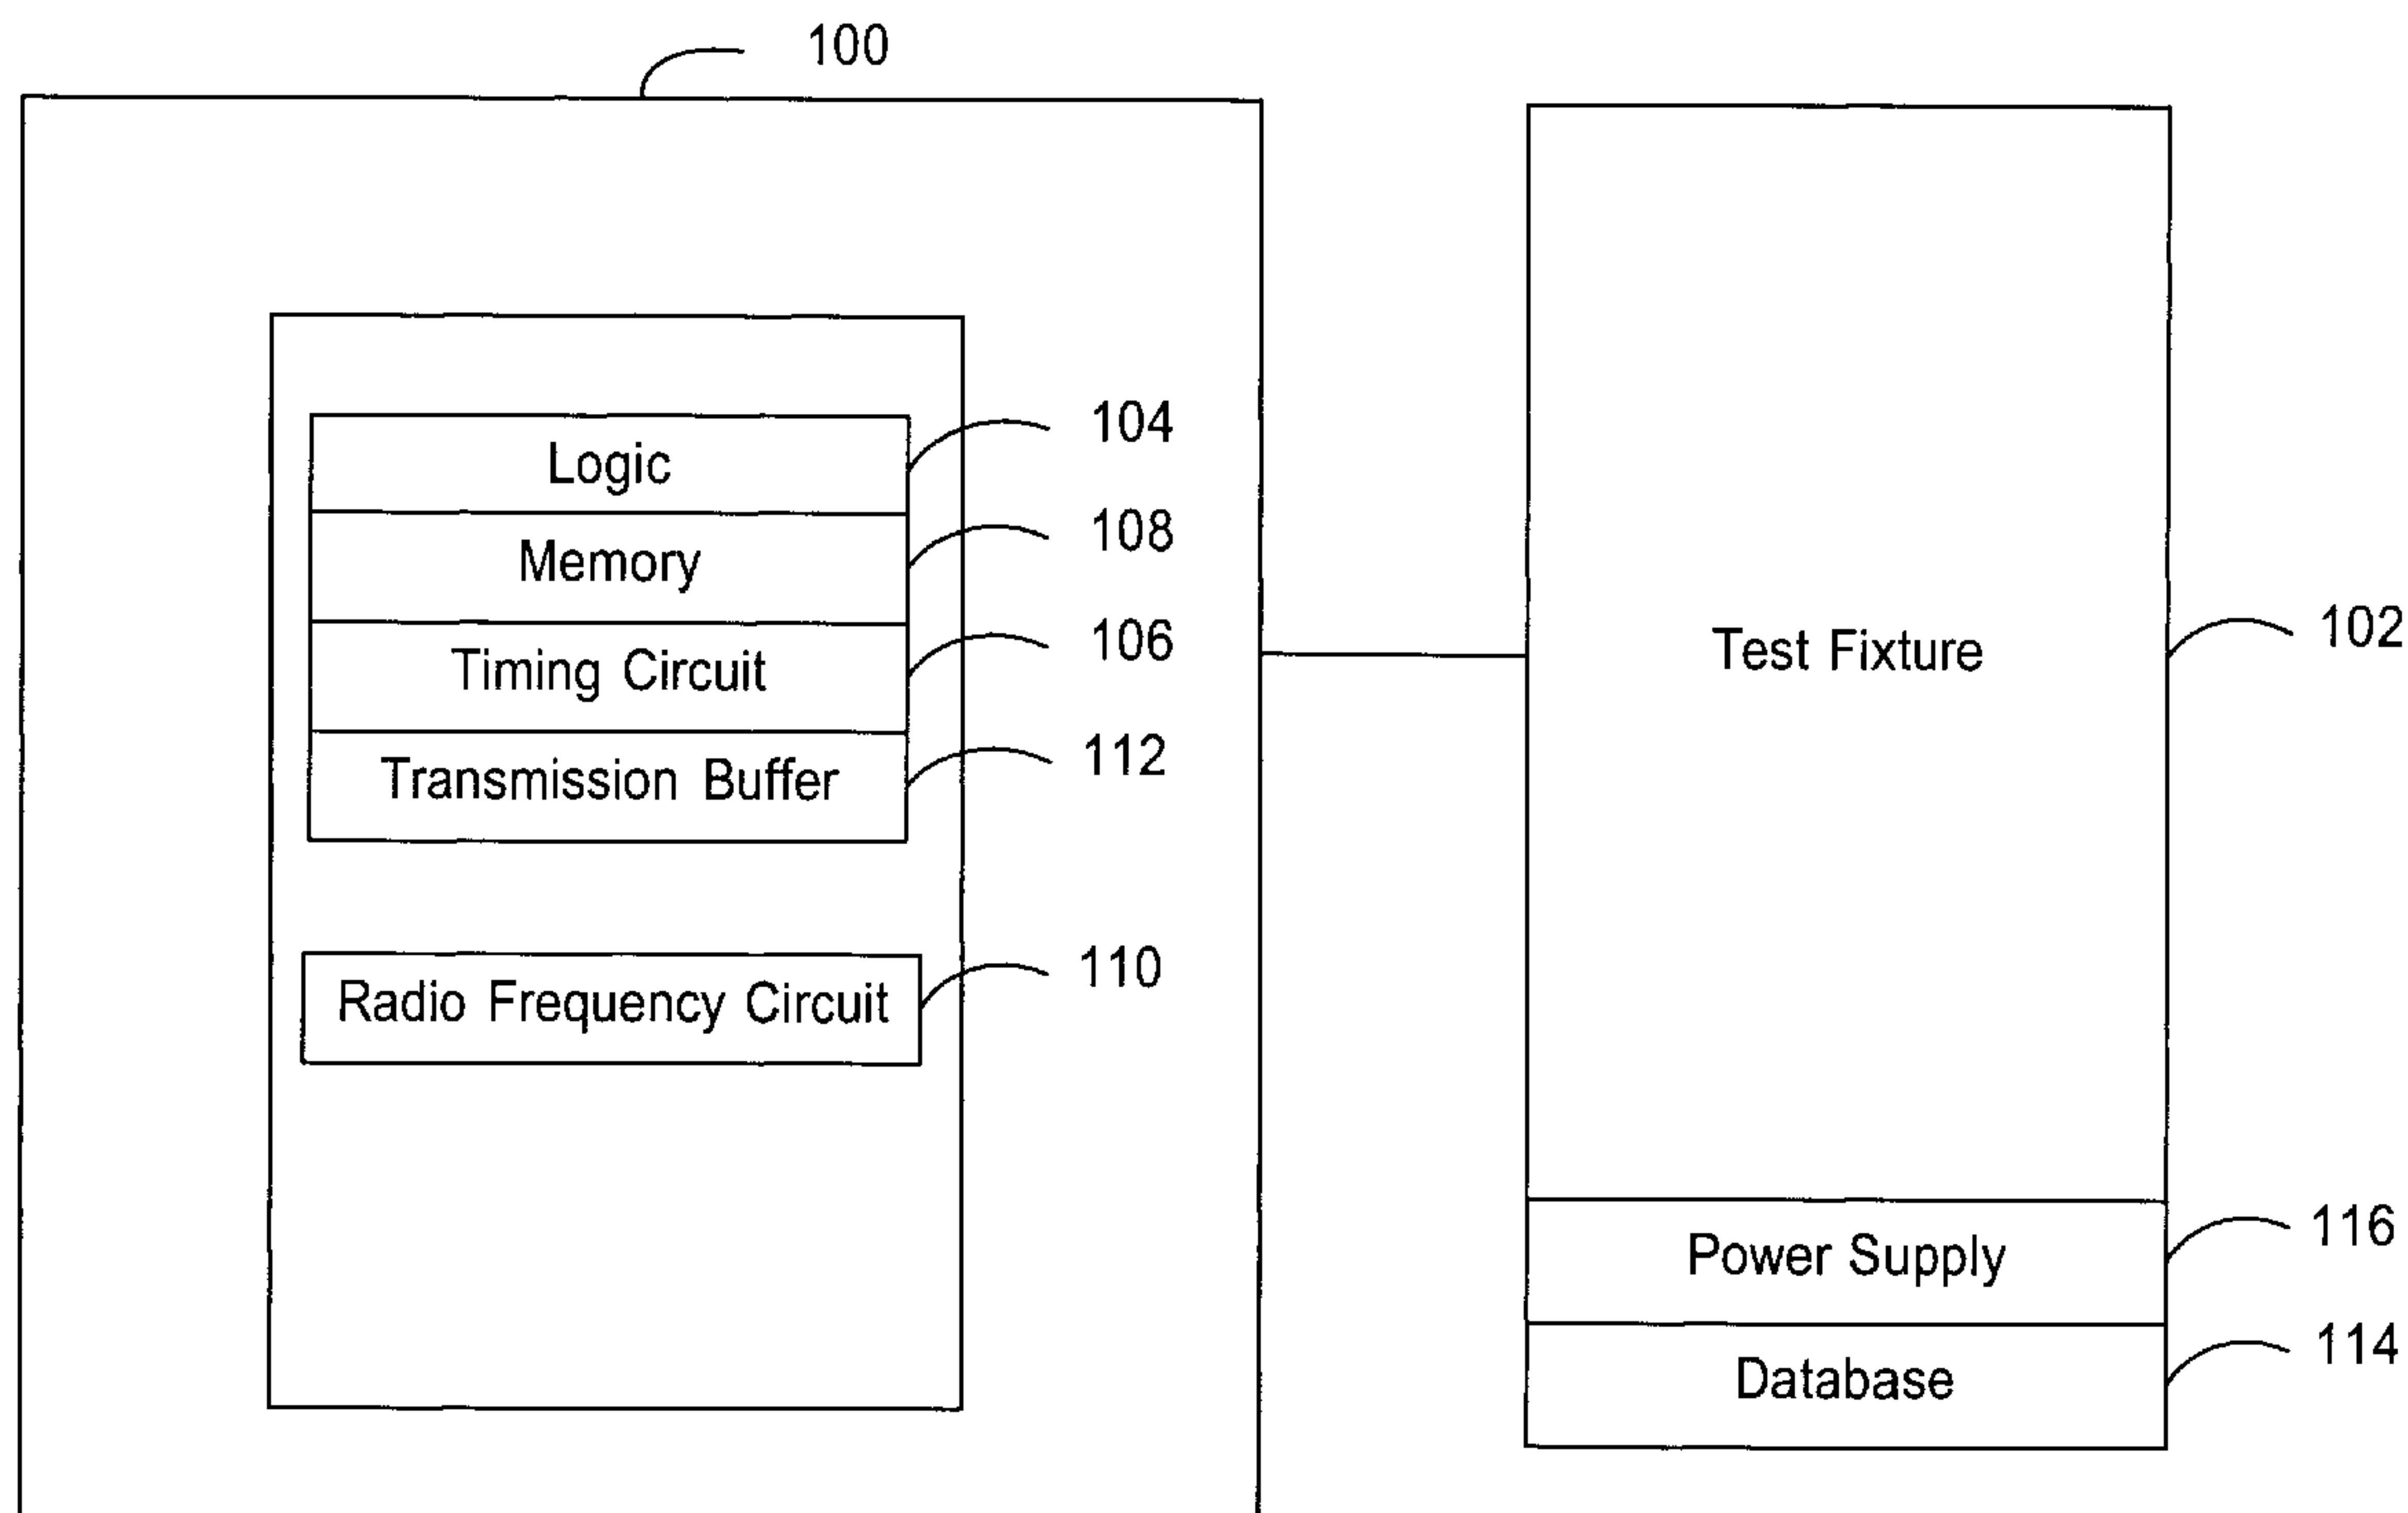 100
Logic
104
Memory
108
Timing Circuit
106
Transmission Buffer
112
Radio Frequency Circuit
110
Test Fixture
102
Power Supply
116
Database
114